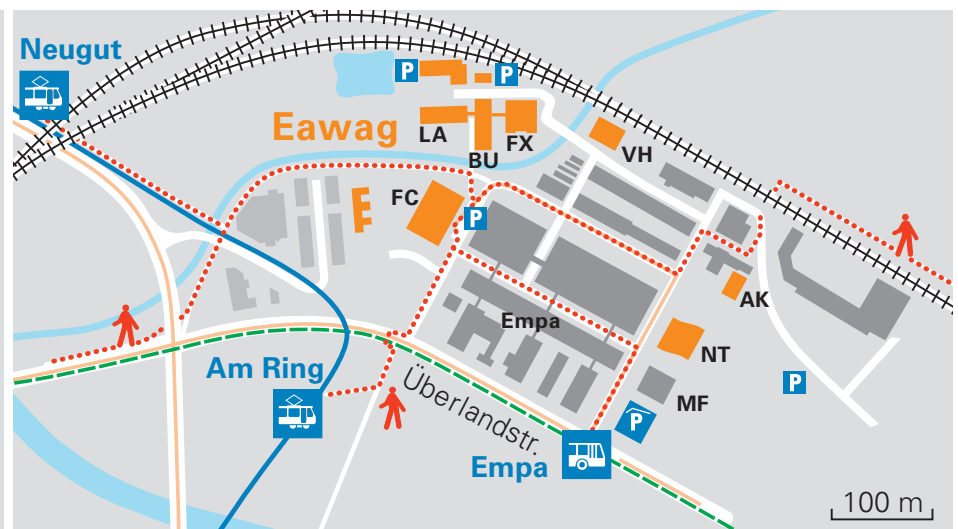 Neugut
P
P
Eawag
LA
FX
BU
VH
FC
P
AK
Empa
NT
Am Ring
P
MF
Überlandstr.
P
Empa
100 m